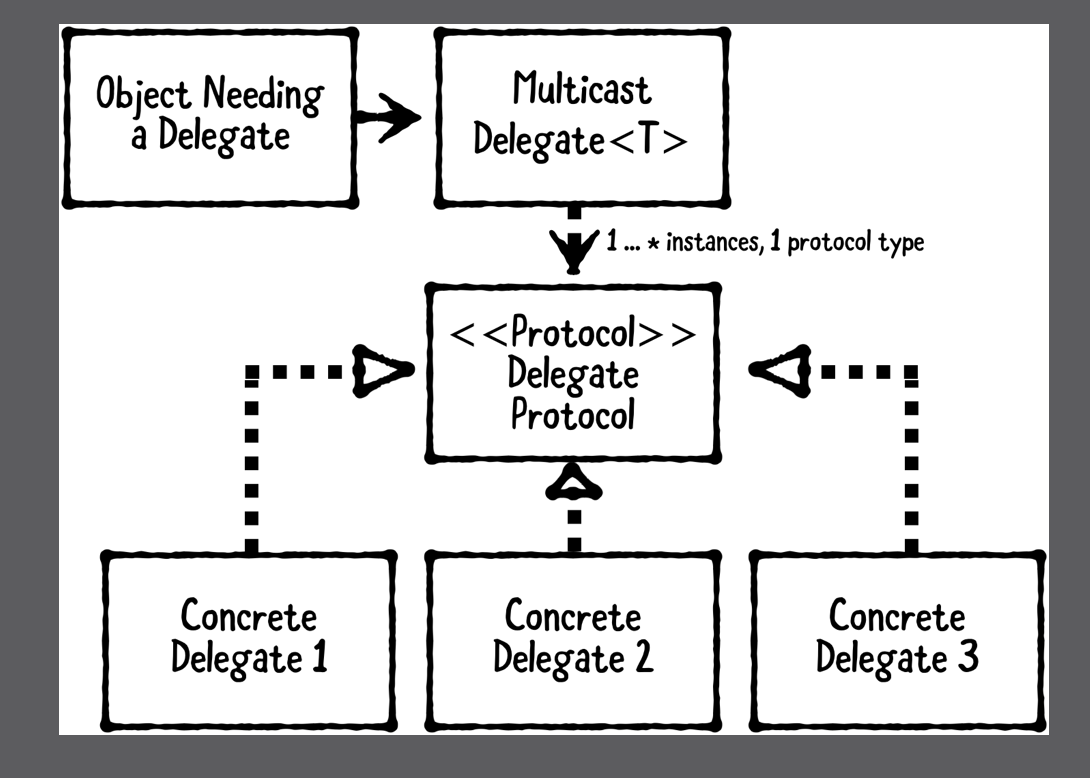 Object Needing
a Delegate
Multicast
Delegate<T>
1 ... * instances, 1 protocol type
<<Protocol>>
Delegate
Protocol
Concrete
Delegate 1
Concrete
Delegate 2
Concrete
Delegate 3